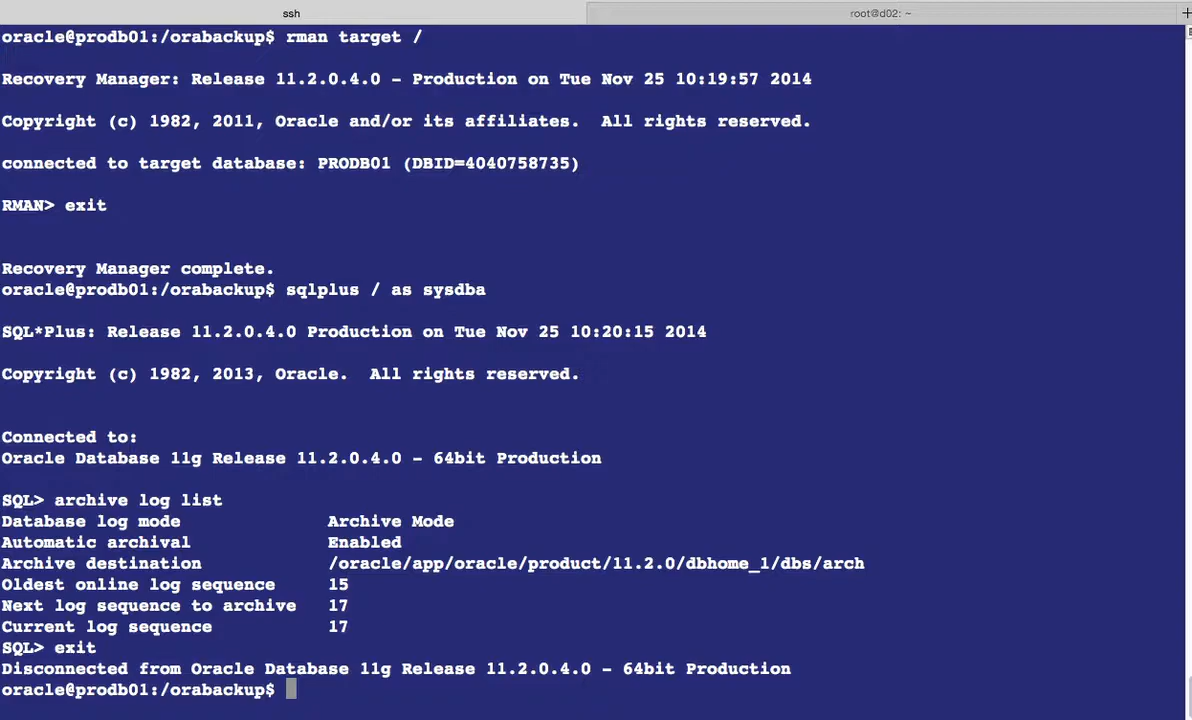 ssh
root@d02: ~
+
oracle@prodb01:/orabackup$ rman target /
Recovery Manager: Release 11.2.0.4.0 - Production on Tue Nov 25 10:19:57 2014
Copyright (c) 1982, 2011, Oracle and/or its affiliates.  All rights reserved.
connected to target database: PRODB01 (DBID=4040758735)
RMAN> exit
Recovery Manager complete.
oracle@prodb01:/orabackup$ sqlplus / as sysdba
SQL*Plus: Release 11.2.0.4.0 Production on Tue Nov 25 10:20:15 2014
Copyright (c) 1982, 2013, Oracle.  All rights reserved.
Connected to:
Oracle Database 11g Release 11.2.0.4.0 - 64bit Production
SQL> archive log list
Database log mode              Archive Mode
Automatic archival             Enabled
Archive destination            /oracle/app/oracle/product/11.2.0/dbhome_1/dbs/arch
Oldest online log sequence     15
Next log sequence to archive   17
Current log sequence           17
SQL> exit
Disconnected from Oracle Database 11g Release 11.2.0.4.0 - 64bit Production
oracle@prodb01:/orabackup$